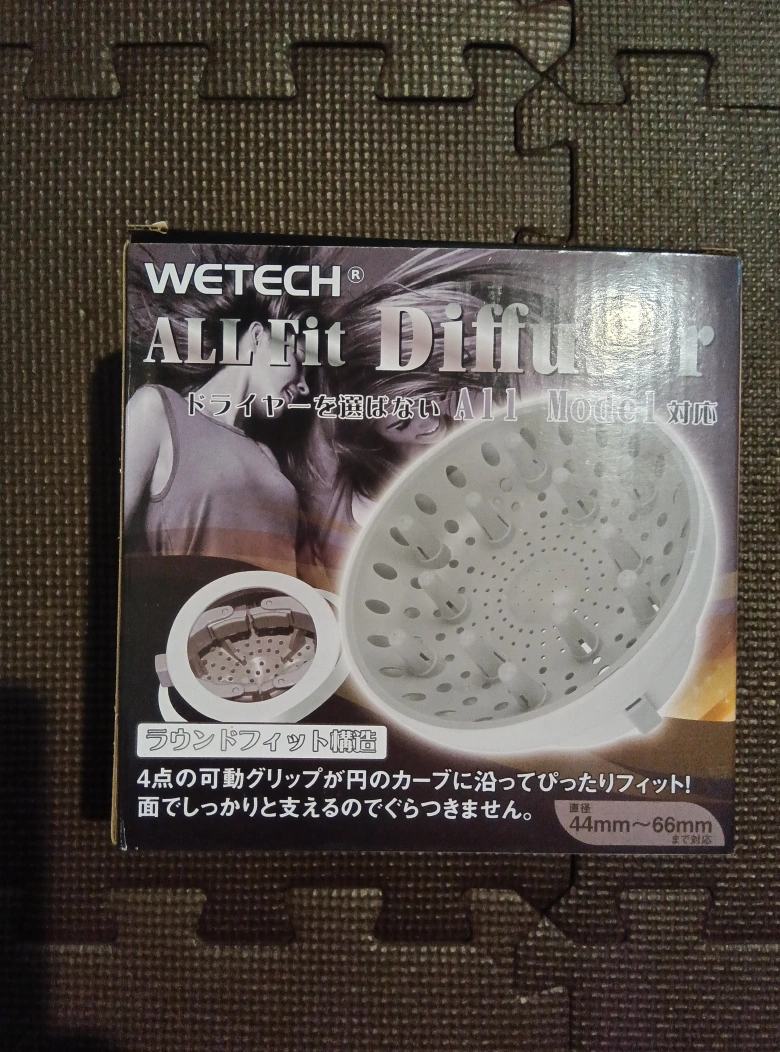 WETECH®
ALL Fit Diffuser
ドライヤーを選ばない All Model 対応
ラウンドフィット構造
4点の可動グリップが円のカーブに沿ってぴったりフィット!
面でしっかりと支えるのでぐらつきません。
直径
44mm〜66mm
まで対応